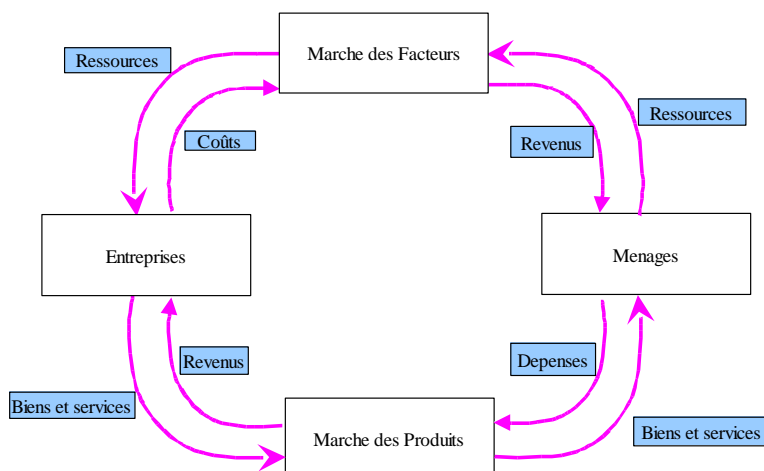 Marche des Facteurs
Ressources
Ressources
Coûts
Revenus
Entreprises
Menages
Revenus
Depenses
Biens et services
Marche des Produits
Biens et services